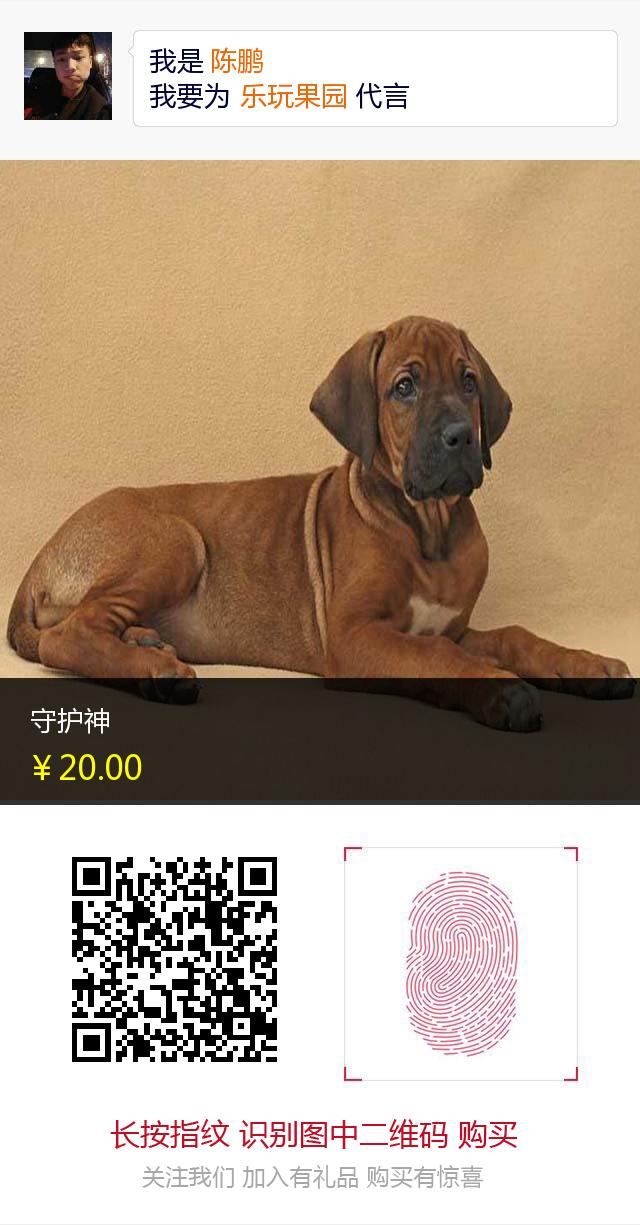 我是 陈鹏
我要为 乐玩果园 代言
守护神
￥20.00
长按指纹 识别图中二维码 购买
关注我们 加入有礼品 购买有惊喜